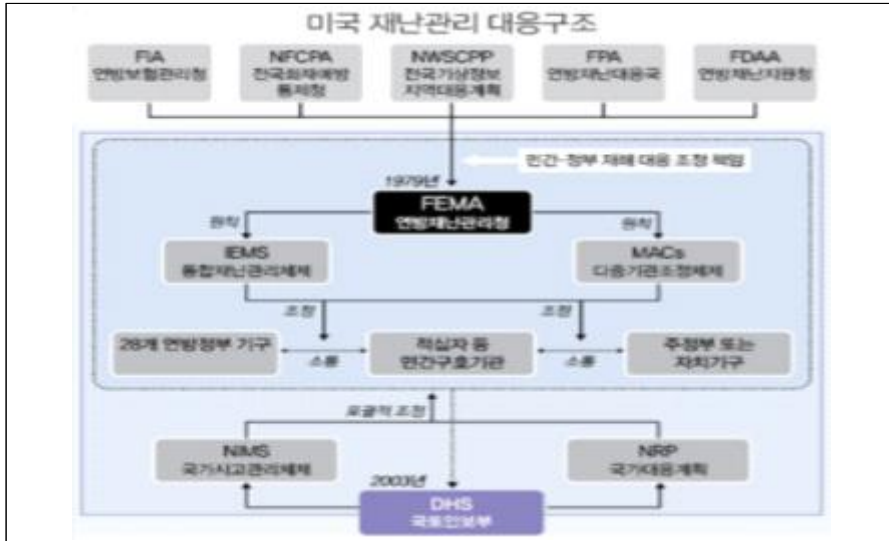 미국 재난관리 대응구조
FIA
연방보험관리청
NFCPA
전국화재예방
통제청
NWSCPP
전국기상정보
지역대응계획
FPA
연방재난대응국
FDAA
연방재난지원청
민간-정부 재해 대응 조정 책임
1979년
FEMA
연방재난관리청
원칙
원칙
IEMS
통합재난관리체제
MACs
다중기관조정체제
조정
조정
28개 연방정부 기구
소통
적십자 등
민간구호기관
소통
주정부 또는
자치기구
포괄적 조정
NIMS
국가사고관리체제
NRP
국가대응계획
2003년
DHS
국토안보부